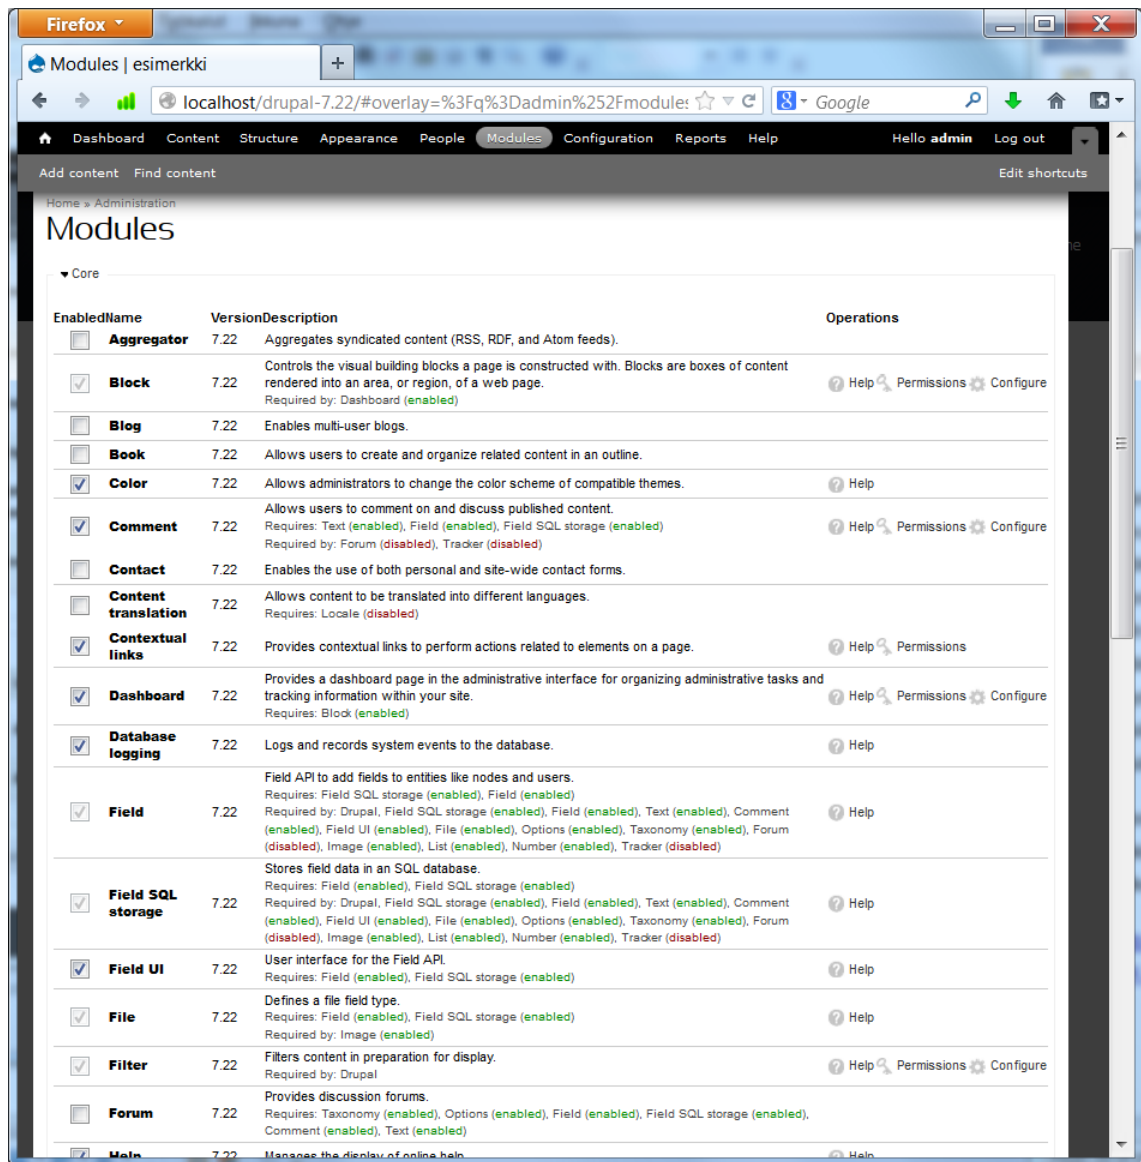 Firefox
Modules | esimerkki
+
localhost/drupal-7.22/#overlay=%3Fq%3Dadmin%252Fmodules
Google
Dashboard Content Structure Appearance People Modules Configuration Reports Help Hello admin Log out
Add content Find content Edit shortcuts
Home » Administration
Modules
Core
Enabled Name Version Description Operations
Aggregator 7.22 Aggregates syndicated content (RSS, RDF, and Atom feeds).
Controls the visual building blocks a page is constructed with. Blocks are boxes of content
Block 7.22 rendered into an area, or region, of a web page. Help Permissions Configure
Required by: Dashboard (enabled)
Blog 7.22 Enables multi-user blogs.
Book 7.22 Allows users to create and organize related content in an outline.
Color 7.22 Allows administrators to change the color scheme of compatible themes. Help
Allows users to comment on and discuss published content.
Comment 7.22 Requires: Text (enabled), Field (enabled), Field SQL storage (enabled) Help Permissions Configure
Required by: Forum (disabled), Tracker (disabled)
Contact 7.22 Enables the use of both personal and site-wide contact forms.
Content translation 7.22 Allows content to be translated into different languages.
Requires: Locale (disabled)
Contextual links 7.22 Provides contextual links to perform actions related to elements on a page. Help Permissions
Provides a dashboard page in the administrative interface for organizing administrative tasks and
Dashboard 7.22 tracking information within your site. Help Permissions Configure
Requires: Block (enabled)
Database logging 7.22 Logs and records system events to the database. Help
Field API to add fields to entities like nodes and users.
Requires: Field SQL storage (enabled), Field (enabled)
Field 7.22 Required by: Drupal, Field SQL storage (enabled), Field (enabled), Text (enabled), Comment Help
(enabled), Field UI (enabled), File (enabled), Options (enabled), Taxonomy (enabled), Forum
(disabled), Image (enabled), List (enabled), Number (enabled), Tracker (disabled)
Stores field data in an SQL database.
Requires: Field (enabled), Field SQL storage (enabled)
Field SQL storage 7.22 Required by: Drupal, Field SQL storage (enabled), Field (enabled), Text (enabled), Comment Help
(enabled), Field UI (enabled), File (enabled), Options (enabled), Taxonomy (enabled), Forum
(disabled), Image (enabled), List (enabled), Number (enabled), Tracker (disabled)
Field UI 7.22 User interface for the Field API. Help
Requires: Field (enabled), Field SQL storage (enabled)
Defines a file field type.
File 7.22 Requires: Field (enabled), Field SQL storage (enabled) Help
Required by: Image (enabled)
Filter 7.22 Filters content in preparation for display. Help Permissions Configure
Required by: Drupal
Provides discussion forums.
Forum 7.22 Requires: Taxonomy (enabled), Options (enabled), Field (enabled), Field SQL storage (enabled),
Comment (enabled), Text (enabled)
Help 7.22 Manages the display of online help. Help